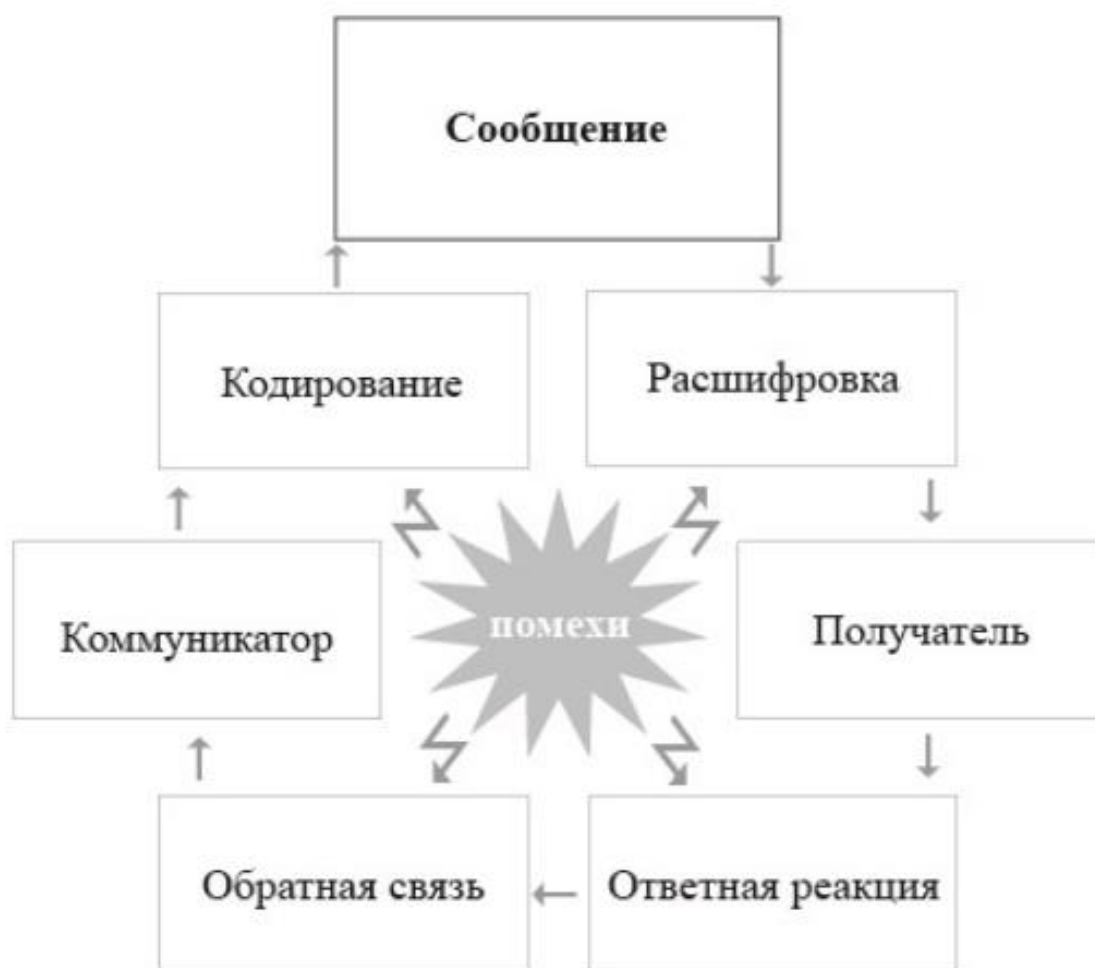 Сообщение
Кодирование
Расшифровка
Коммуникатор
помехи
Получатель
Обратная связь
Ответная реакция